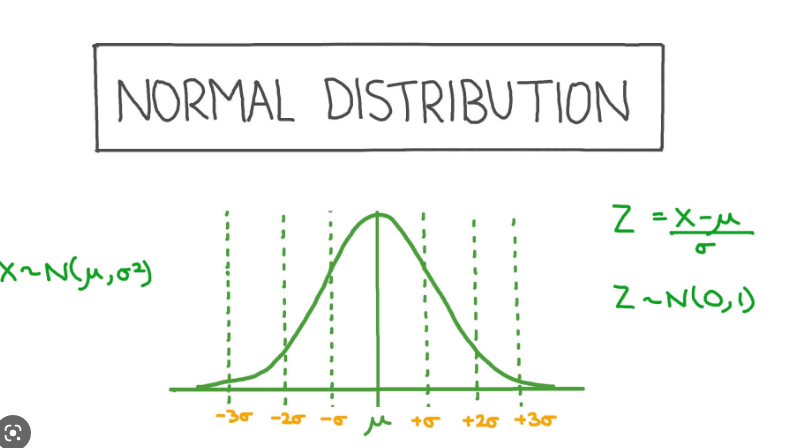 NORMAL DISTRIBUTION
X~N(μ,σ²)
Z = X-μ
σ
Z~N(0,1)
-3σ -2σ -σ μ +σ +2σ +3σ